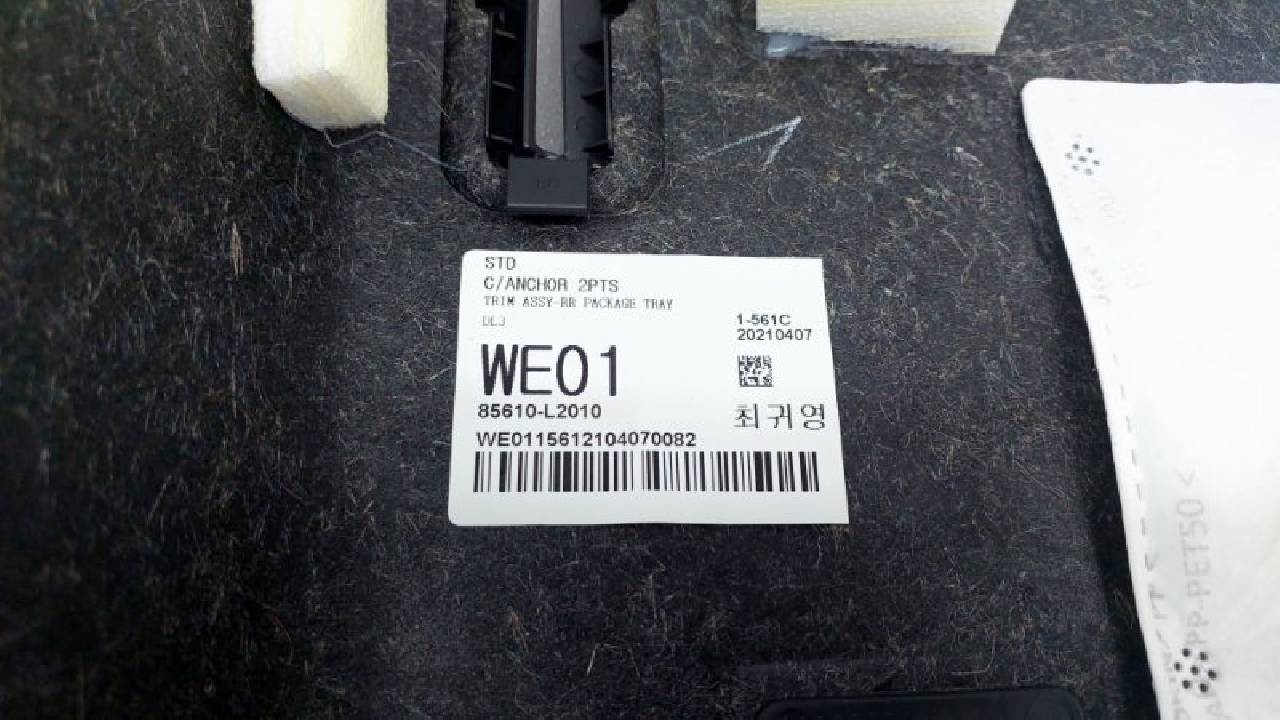 STD
C/ANCHOR 2PTS
TRIM ASSY-RR PACKAGE TRAY
DL3
1-561C
20210407
WE01
85610-L2010
최귀영
WE0115612104070082
PP-PET50 <